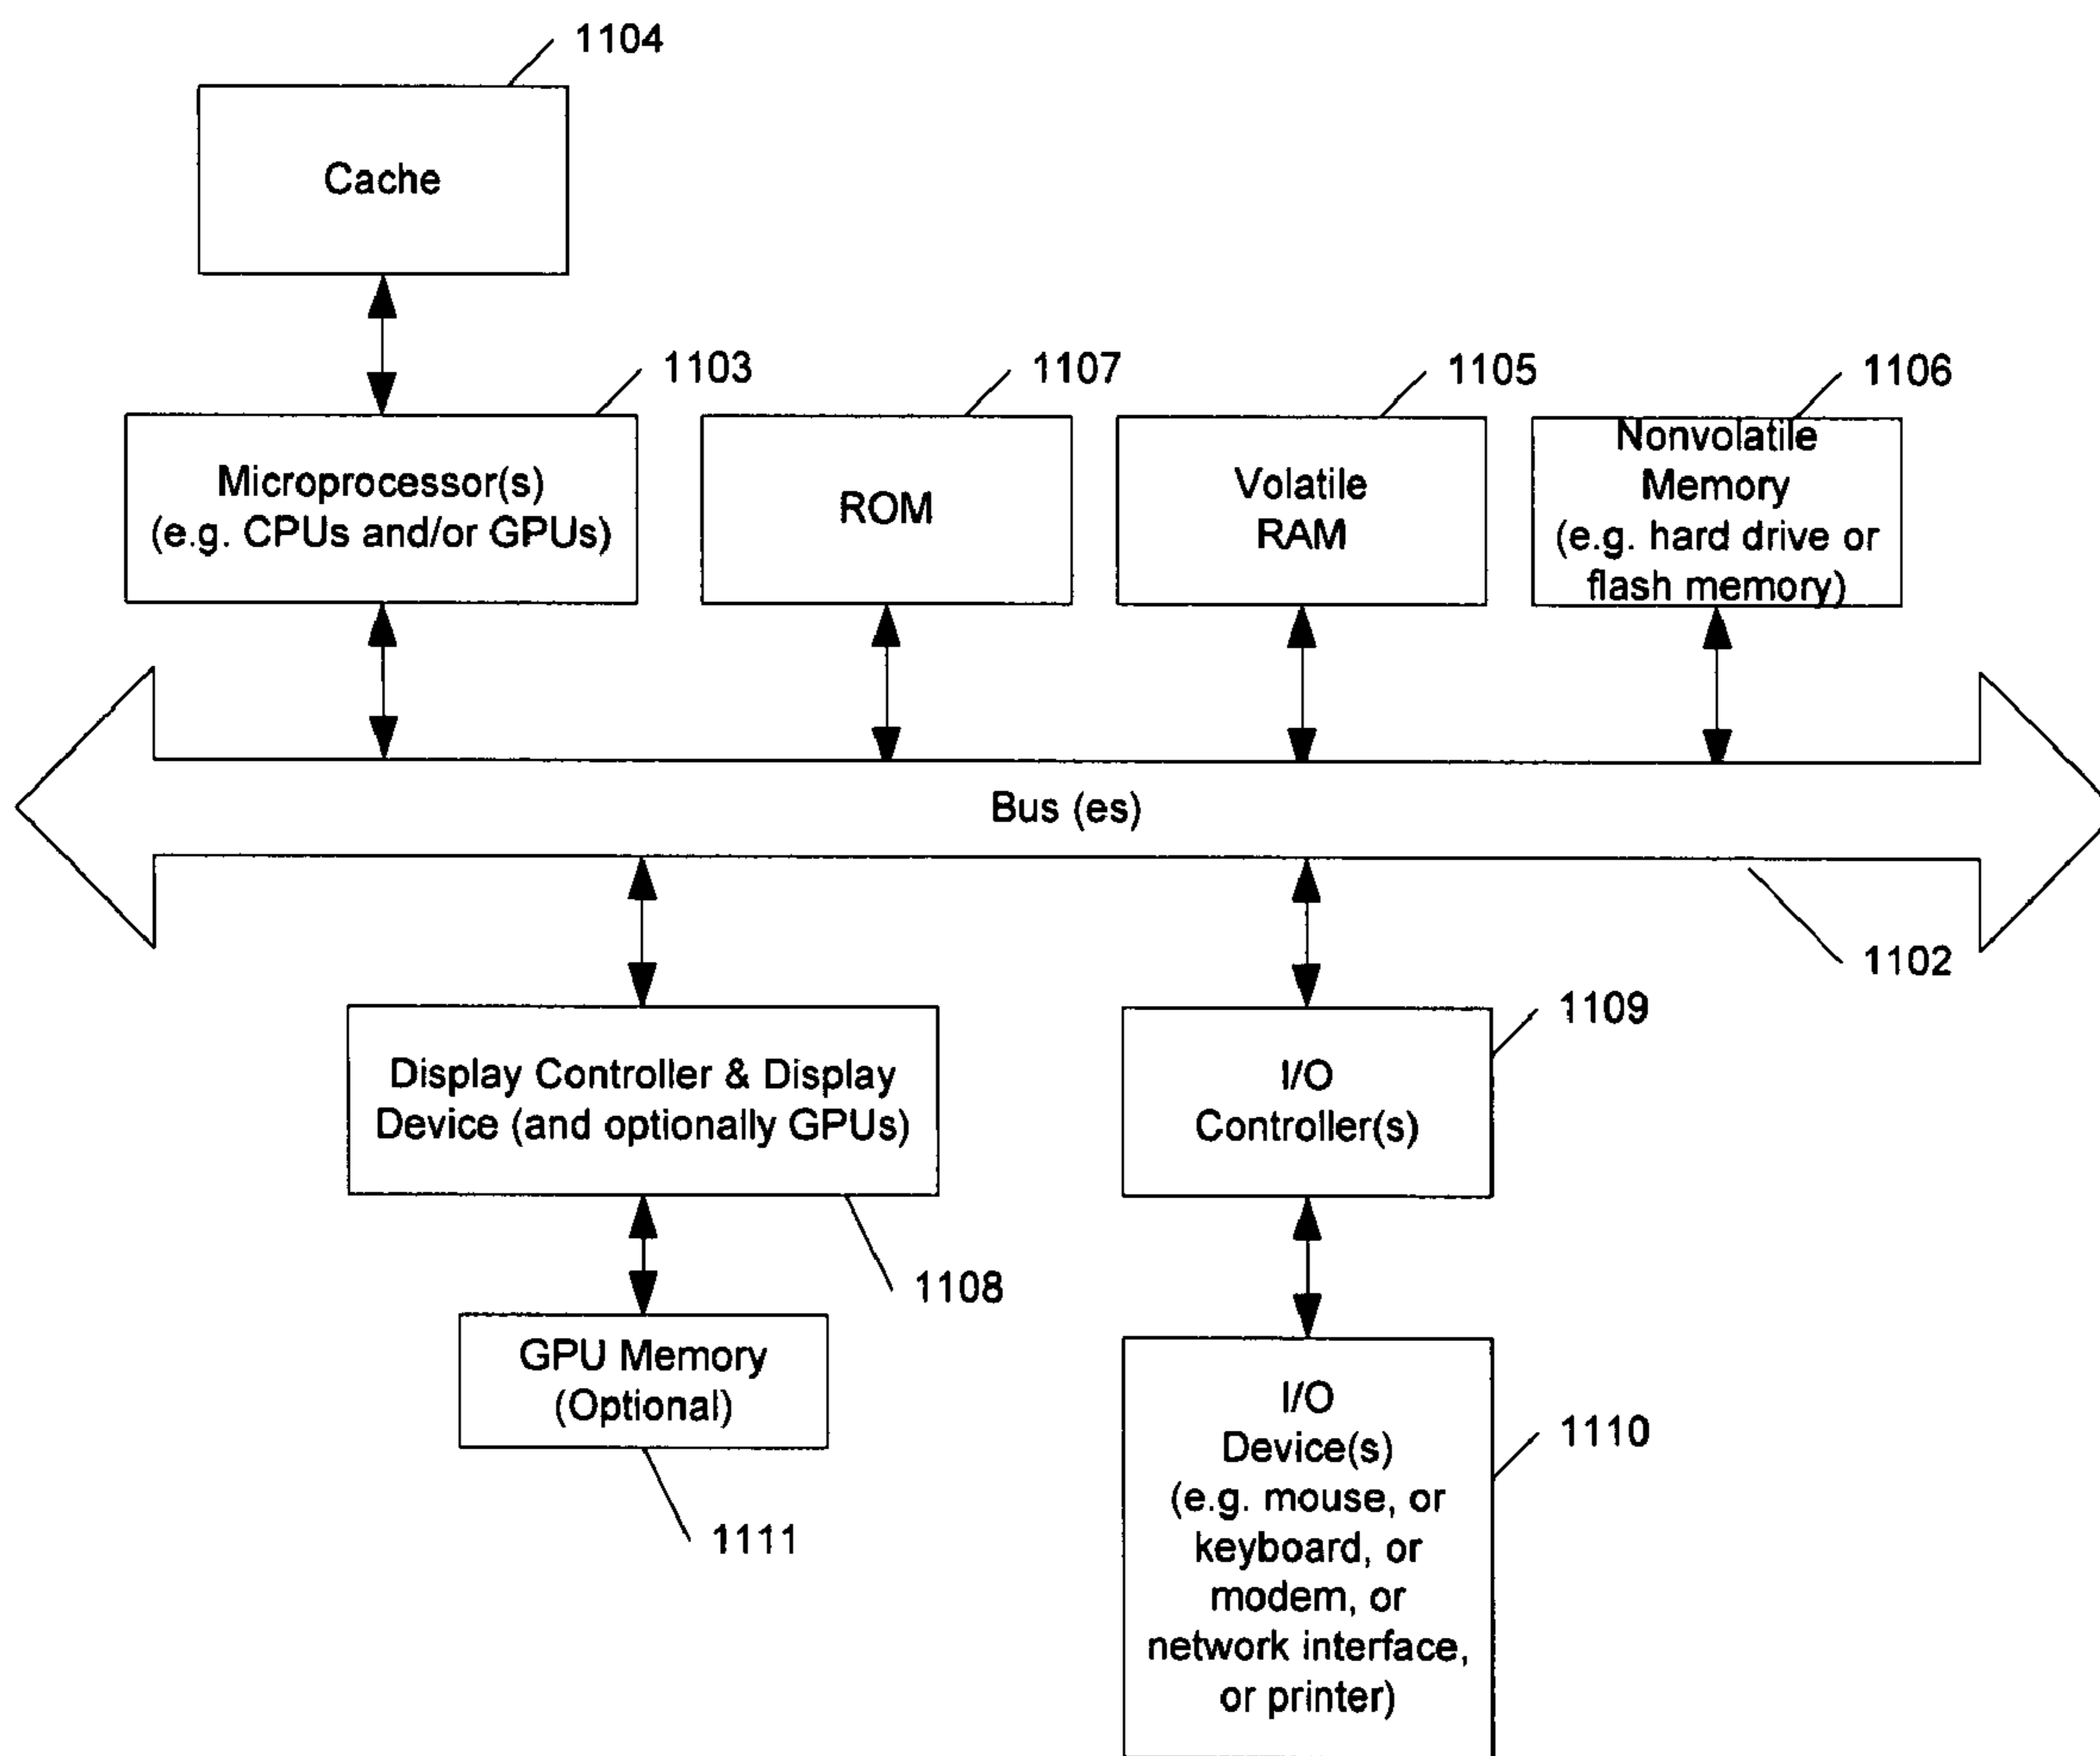 1104
Cache
1103
1107
1105
1106
Microprocessor(s)
(e.g. CPUs and/or GPUs)
ROM
Volatile
RAM
Nonvolatile
Memory
(e.g. hard drive or
flash memory)
Bus (es)
1102
Display Controller & Display
Device (and optionally GPUs)
1108
I/O
Controller(s)
1109
GPU Memory
(Optional)
1111
I/O
Device(s)
(e.g. mouse, or
keyboard, or
modem, or
network interface,
or printer)
1110